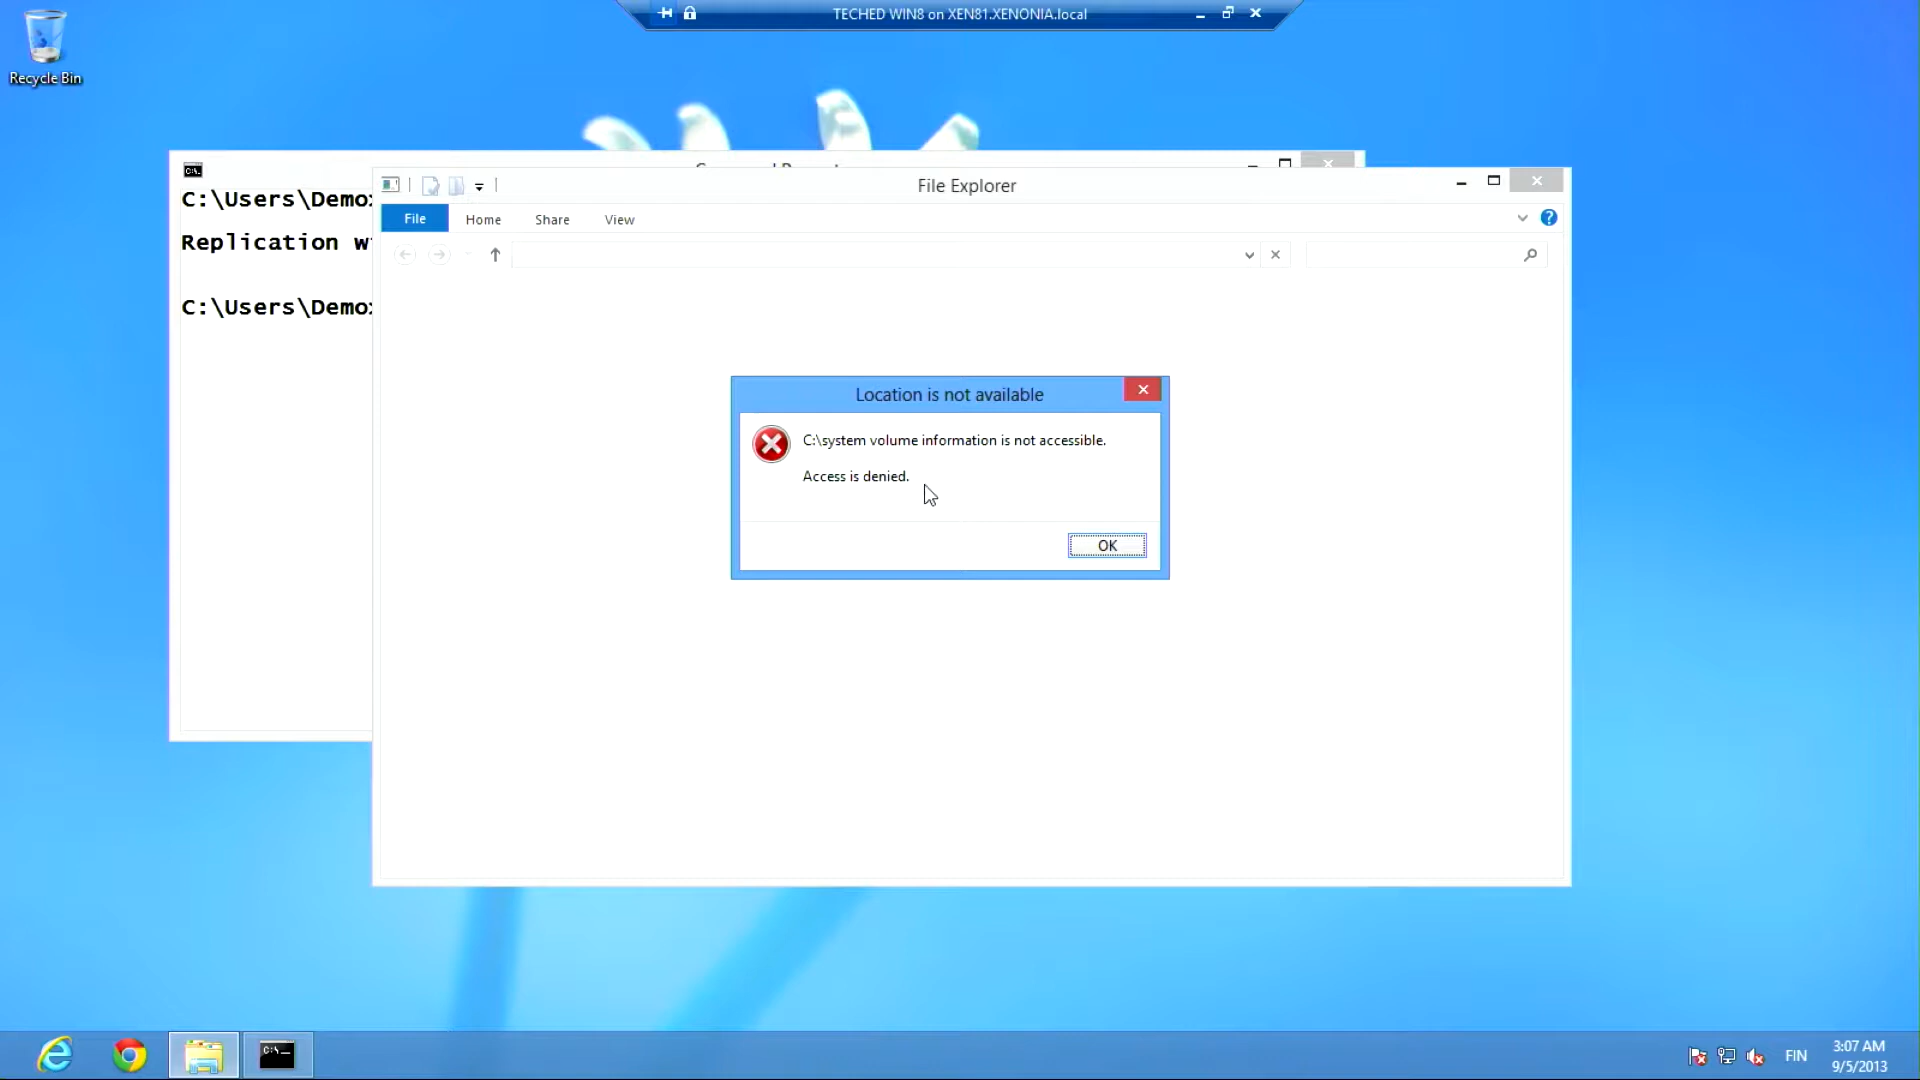 TECHED WIN8 on XEN81.XENONIA.local
Recycle Bin
C:\Users\Demo
Replication
C:\Users\Demo
File Explorer
File Home Share View
Location is not available
C:\system volume information is not accessible.
Access is denied.
OK
FIN
3:07 AM
9/5/2013